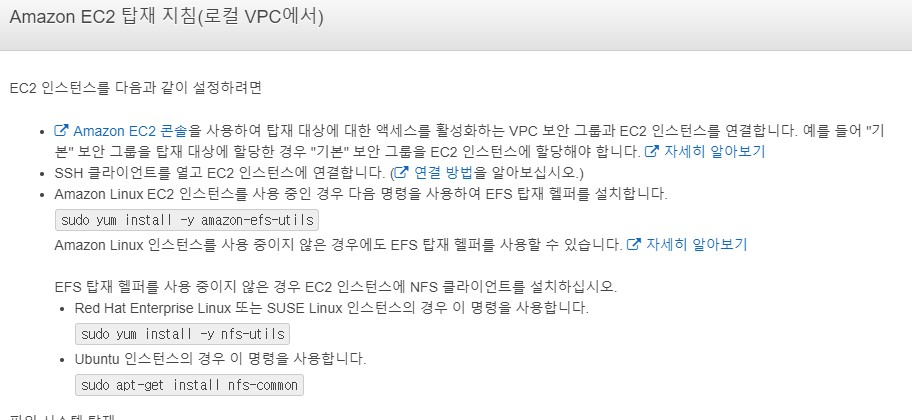 Amazon EC2 탑재 지침(로컬 VPC에서)
EC2 인스턴스를 다음과 같이 설정하려면
Amazon EC2 콘솔을 사용하여 탑재 대상에 대한 액세스를 활성화하는 VPC 보안 그룹과 EC2 인스턴스를 연결합니다. 예를 들어 "기
본" 보안 그룹을 탑재 대상에 할당한 경우 "기본" 보안 그룹을 EC2 인스턴스에 할당해야 합니다. 자세히 알아보기
SSH 클라이언트를 열고 EC2 인스턴스에 연결합니다. (연결 방법을 알아보십시오.)
Amazon Linux EC2 인스턴스를 사용 중인 경우 다음 명령을 사용하여 EFS 탑재 헬퍼를 설치합니다.
sudo yum install -y amazon-efs-utils
Amazon Linux 인스턴스를 사용 중이지 않은 경우에도 EFS 탑재 헬퍼를 사용할 수 있습니다. 자세히 알아보기
EFS 탑재 헬퍼를 사용 중이지 않은 경우 EC2 인스턴스에 NFS 클라이언트를 설치하십시오.
Red Hat Enterprise Linux 또는 SUSE Linux 인스턴스의 경우 이 명령을 사용합니다.
sudo yum install -y nfs-utils
Ubuntu 인스턴스의 경우 이 명령을 사용합니다.
sudo apt-get install nfs-common